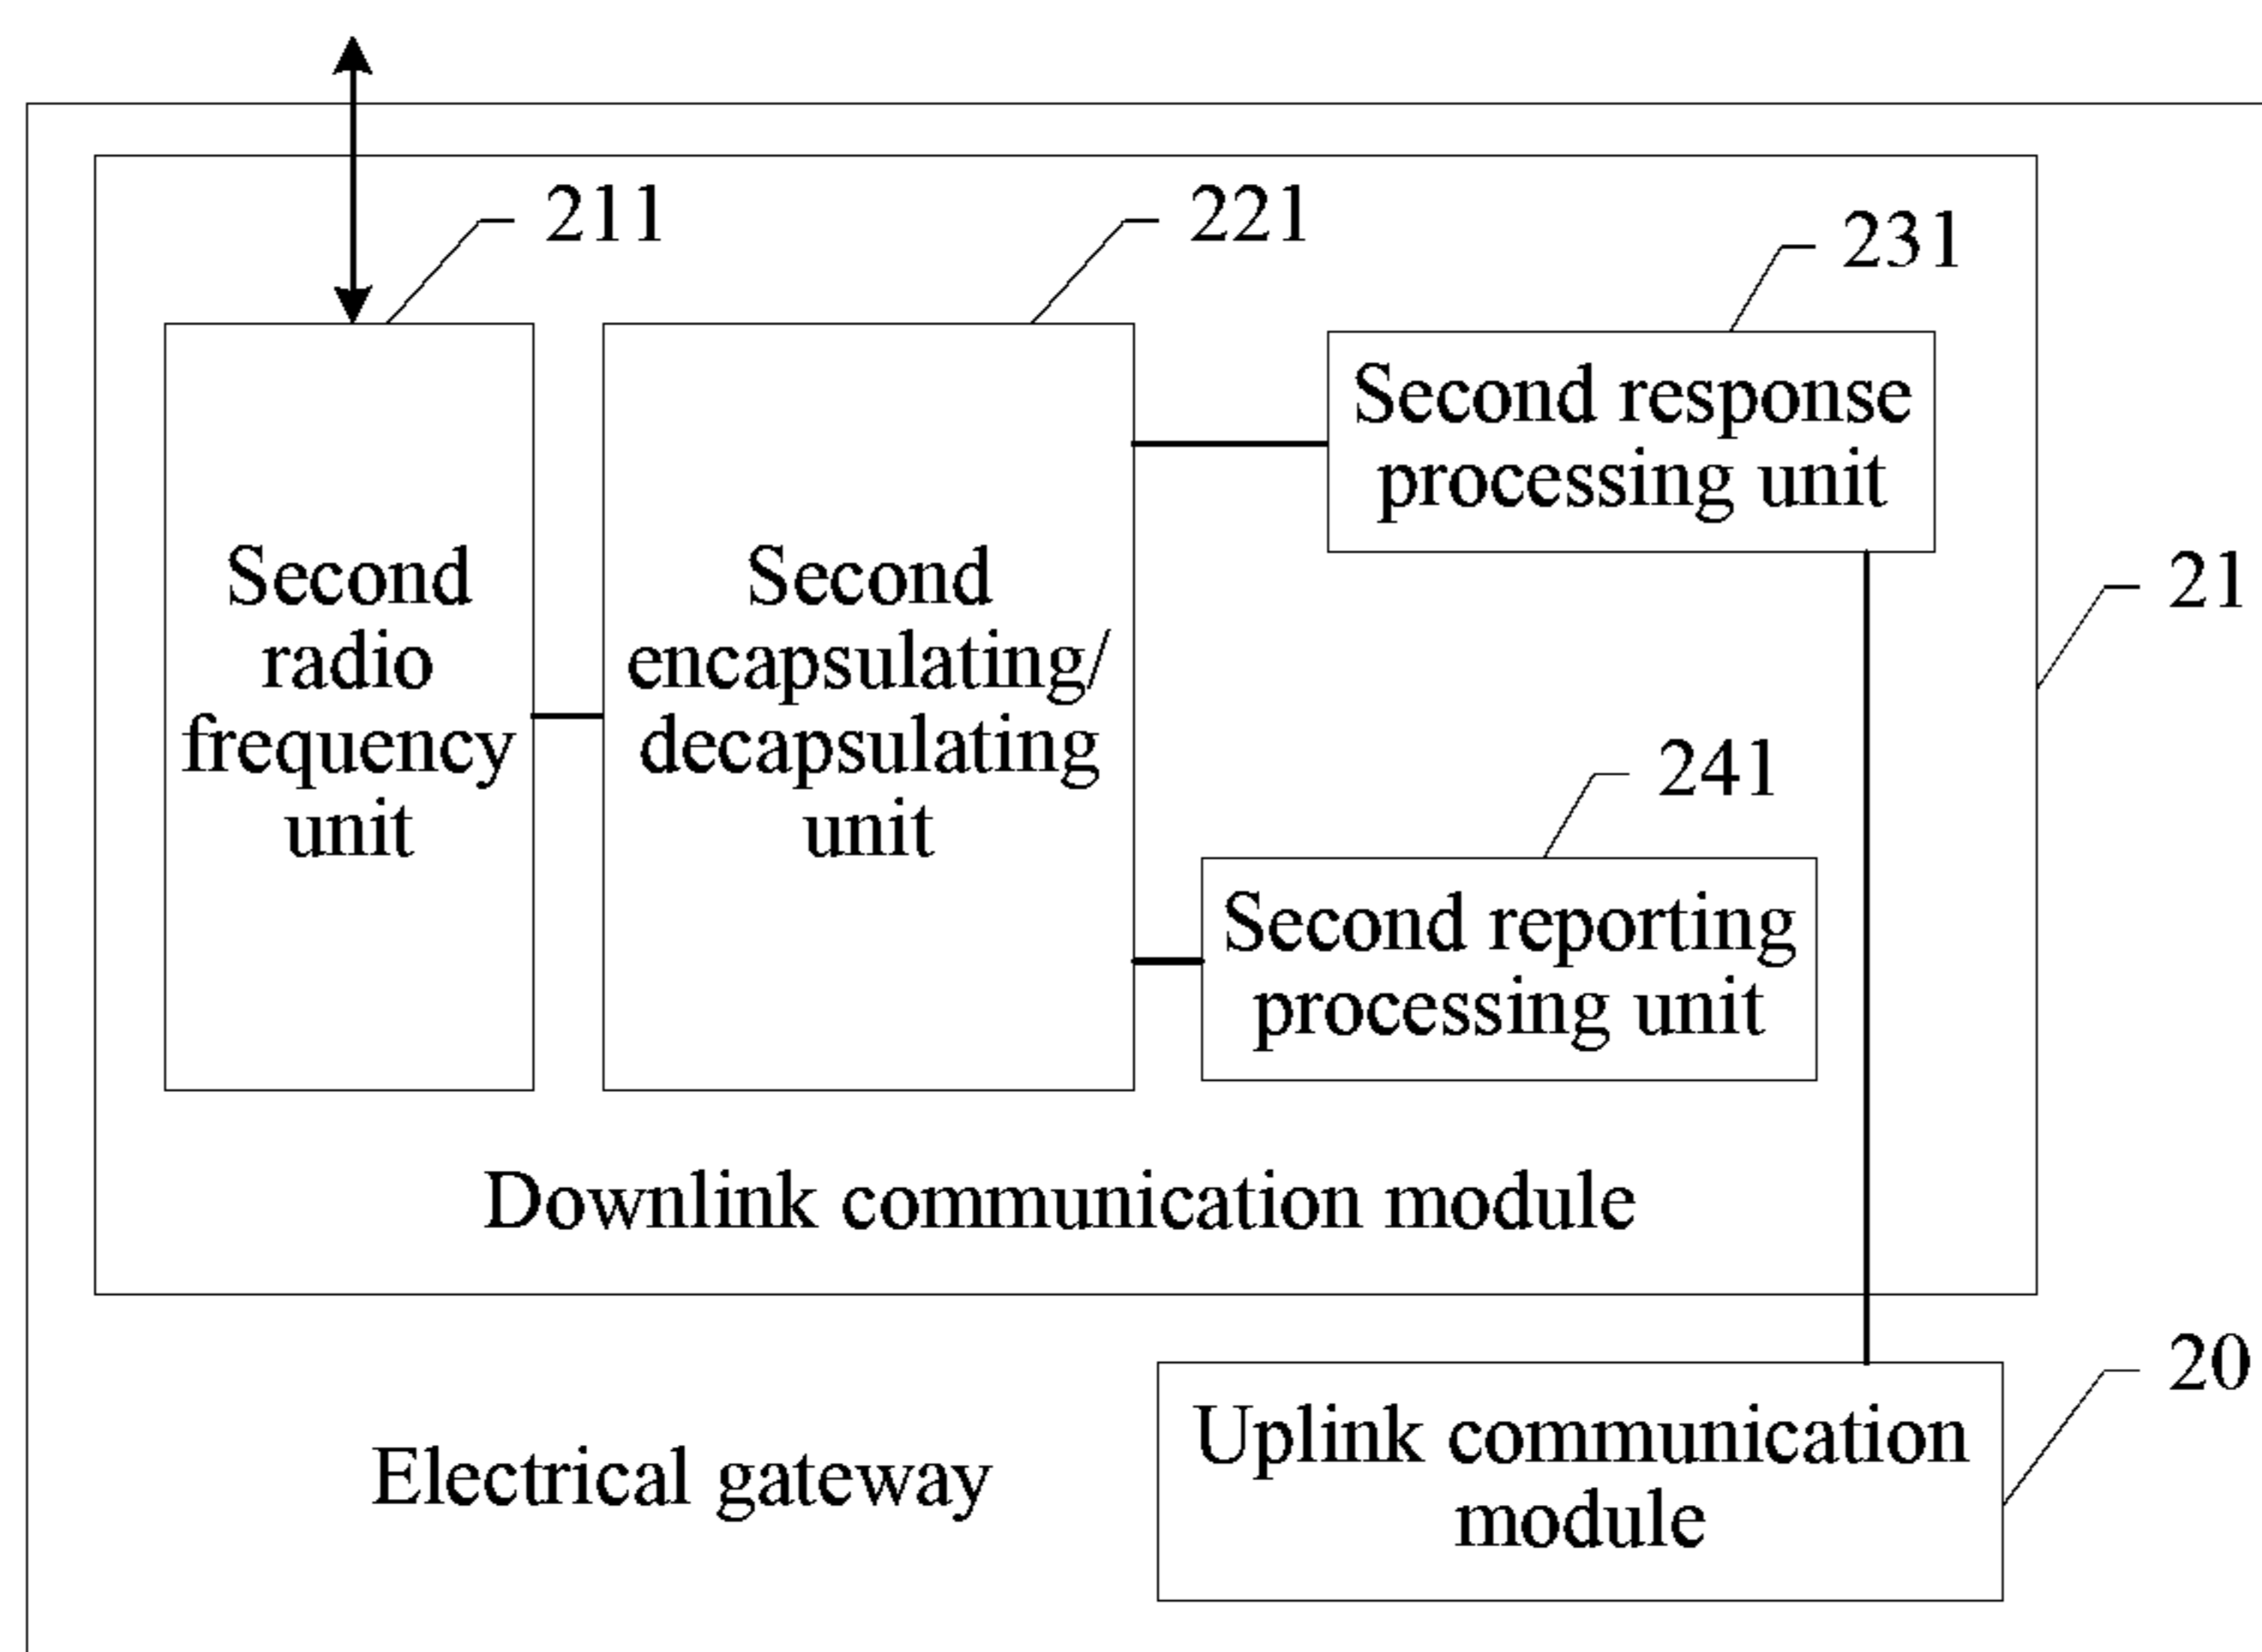 211
221
231
Second response
processing unit
Second
radio
frequency
unit
Second
encapsulating/
decapsulating
unit
21
241
Second reporting
processing unit
Downlink communication module
20
Uplink communication
module
Electrical gateway